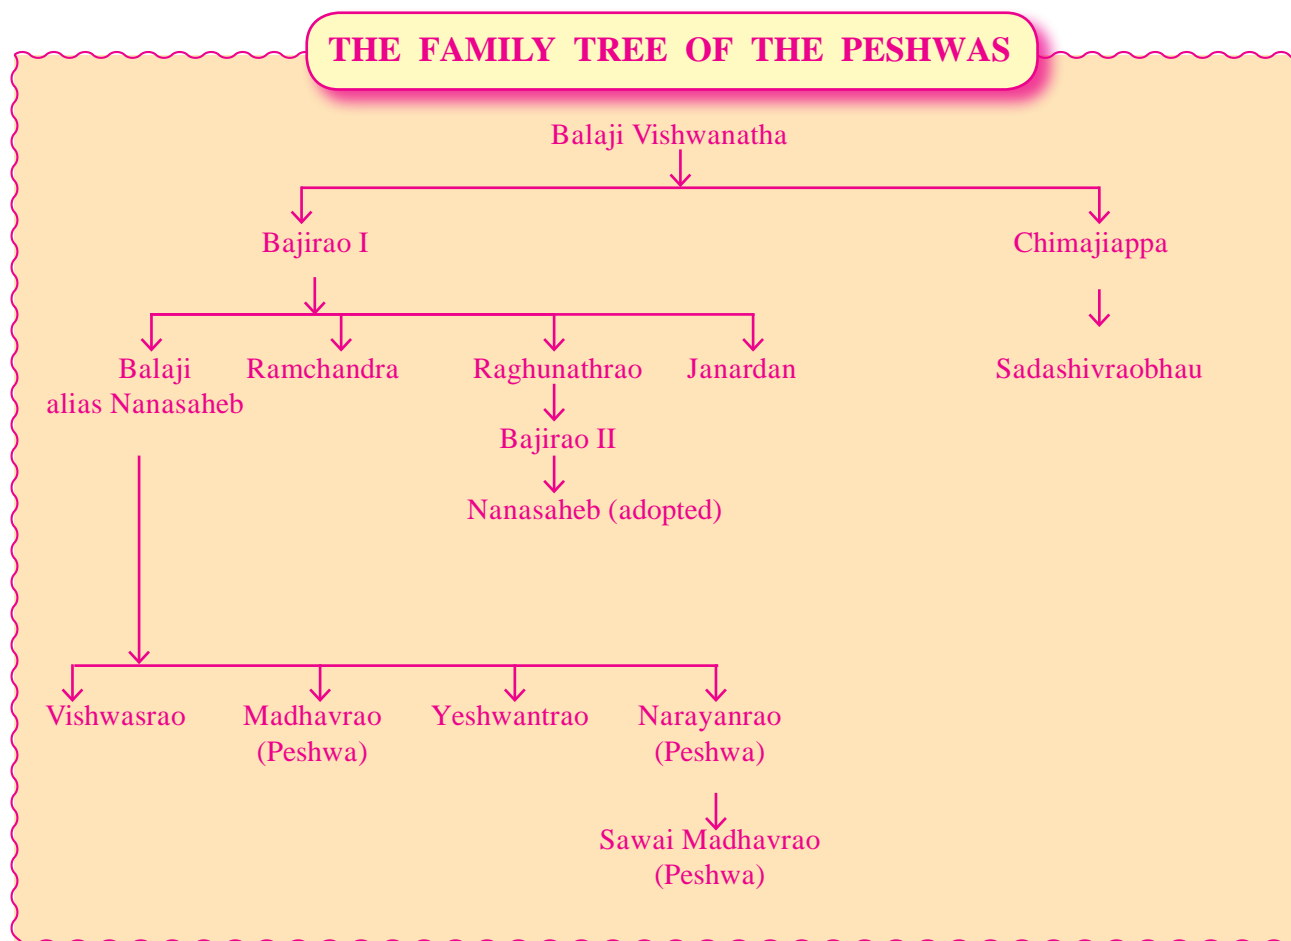 THE FAMILY TREE OF THE PESHWAS
Balaji Vishwanatha
Bajirao I
Chimajiappa
Balaji
alias Nanasaheb
Ramchandra
Raghunathrao
Janardan
Sadashivraobhau
Bajirao II
Nanasaheb (adopted)
Vishwasrao
Madhavrao
(Peshwa)
Yeshwantrao
Narayanrao
(Peshwa)
Sawai Madhavrao
(Peshwa)